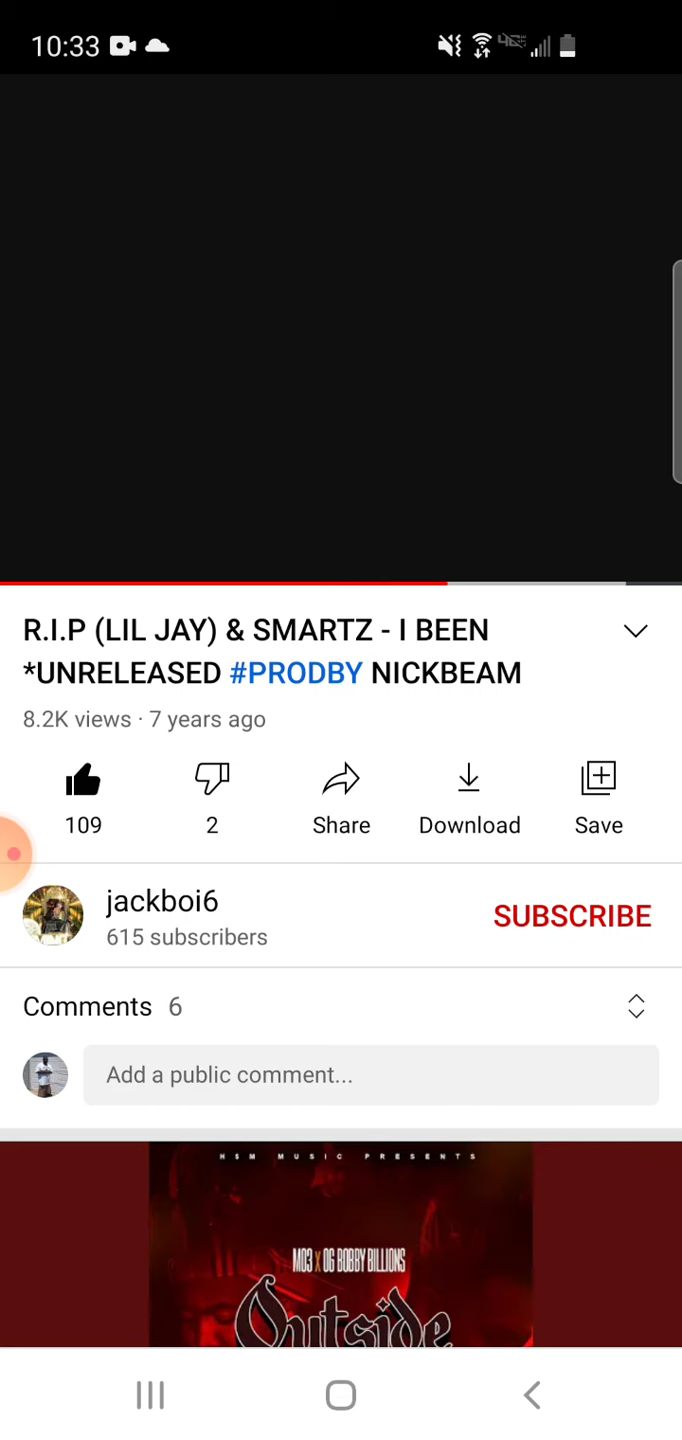 10:33
4G
R.I.P (LIL JAY) & SMARTZ - I BEEN
*UNRELEASED #PRODBY NICKBEAM
8.2K views · 7 years ago
109
2
Share
Download
Save
jackboi6
615 subscribers
SUBSCRIBE
Comments 6
Add a public comment...
H$M MUSIC PRESENTS
MO3 X OG BOBBY BILLIONS
Outside